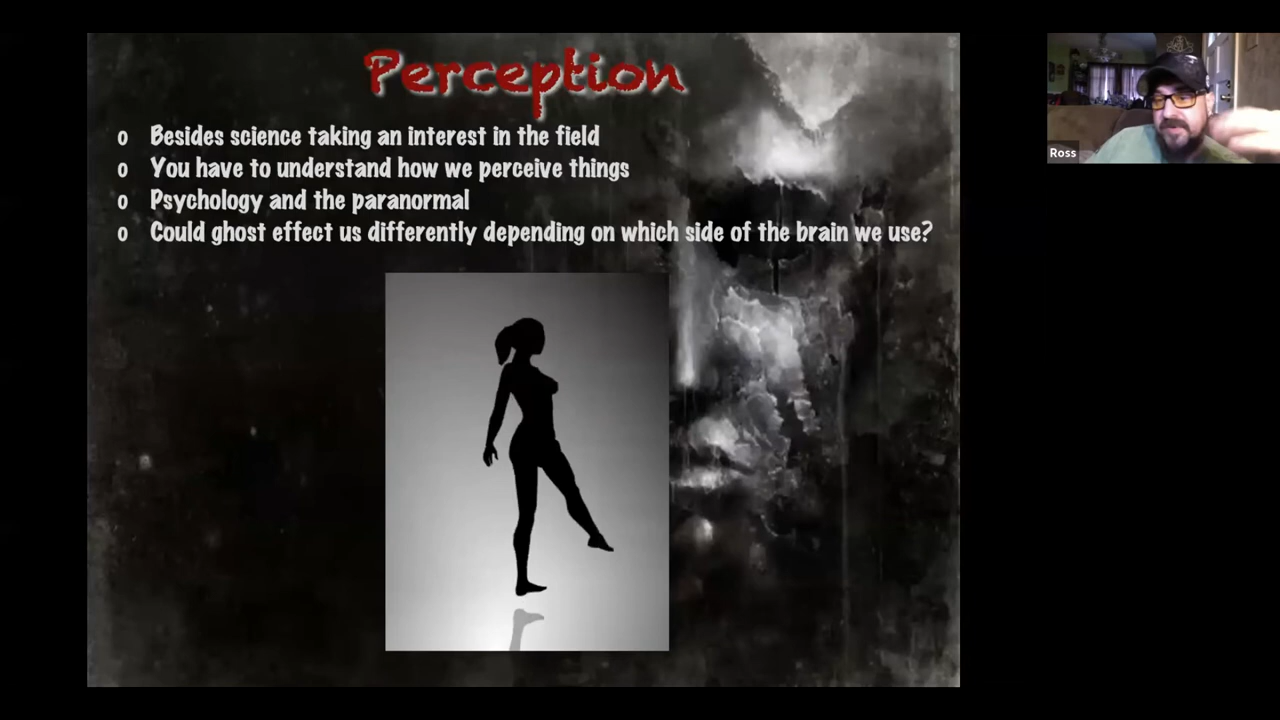 Perception
o Besides science taking an interest in the field
o You have to understand how we perceive things
o Psychology and the paranormal
o Could ghost effect us differently depending on which side of the brain we use?
Ross